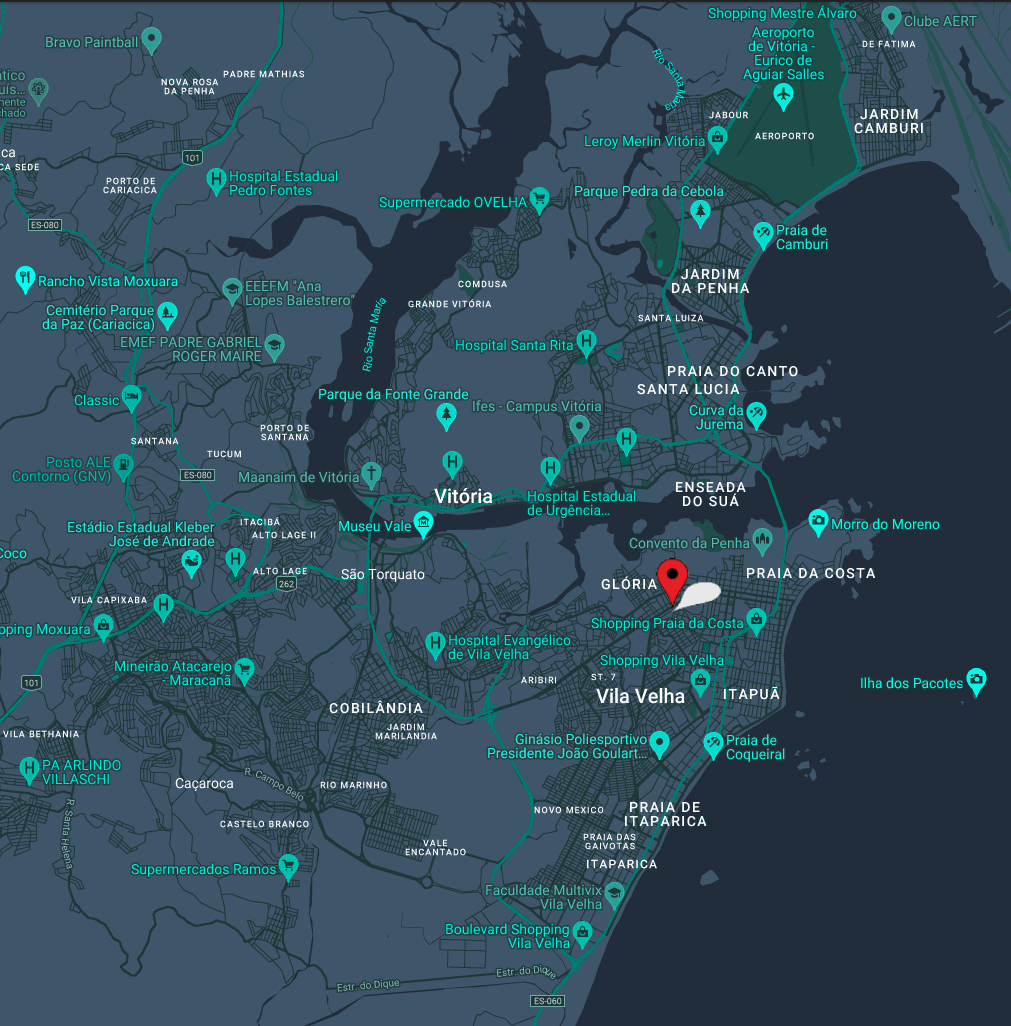 Shopping Mestre Álvaro
Clube AERT
DE FATIMA
Aeroporto
de Vitória -
Eurico de
Aguiar Salles
Bravo Paintball
PADRE MATHIAS
NOVA ROSA
DA PENHA
Rio Santa Maria
JABOUR
AEROPORTO
JARDIM
CAMBURI
Leroy Merlin Vitória
101
PORTO DE
CARIACICA
Hospital Estadual
Pedro Fontes
Supermercado OVELHA
Parque Pedra da Cebola
ES-080
Praia de
Camburi
Rancho Vista Moxuara
EEEFM "Ana
Lopes Balestrero"
COMDUSA
GRANDE VITÓRIA
JARDIM
DA PENHA
Cemitério Parque
da Paz (Cariacica)
SANTA LUIZA
Rio Santa María
EMEF PADRE GABRIEL
ROGER MAIRE
Hospital Santa Rita
PRAIA DO CANTO
SANTA LUCIA
Classic
Parque da Fonte Grande
Ifes - Campus Vitória
Curva da
Jurema
PORTO DE
SANTANA
SANTANA
TUCUM
Posto ALE
Contorno (GNV)
ES-080
Maanaim de Vitória
Vitória
Hospital Estadual
de Urgência...
ENSEADA
DO SUÁ
Museu Vale
Morro do Moreno
Estádio Estadual Kleber
José de Andrade
ITACIBÁ
ALTO LAGE II
Coco
Convento da Penha
ALTO LAGE
262
São Torquato
GLÓRIA
PRAIA DA COSTA
VILA CAPIXABA
pping Moxuara
Shopping Praia da Costa
Hospital Evangélico
de Vila Velha
Mineirão Atacarejo
- Maracanã
Shopping Vila Velha
ARIBIRI
ST. 7
101
Vila Velha
ITAPUÃ
Ilha dos Pacotes
COBILÂNDIA
JARDIM
MARILANDIA
VILA BETHANIA
Ginásio Poliesportivo
Presidente João Goulart...
Praia de
Coqueiral
PA ARLINDO
VILLASCHI
Caçaroca
R. Campo Belo
RIO MARINHO
R. Santa Helena
CASTELO BRANCO
NOVO MEXICO
PRAIA DE
ITAPARICA
PRAIA DAS
GAIVOTAS
VALE
ENCANTADO
ITAPARICA
Supermercados Ramos
Faculdade Multivix
Vila Velha
Boulevard Shopping
Vila Velha
Estr. do Dique
Estr. do Dique
ES-060